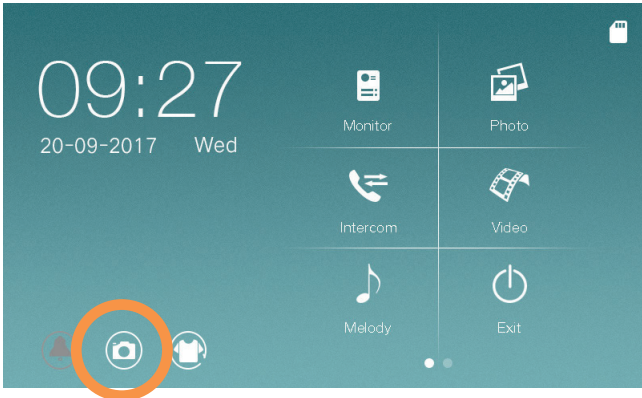 09:27
20-09-2017 Wed
Monitor
Photo
Intercom
Video
Melody
Exit